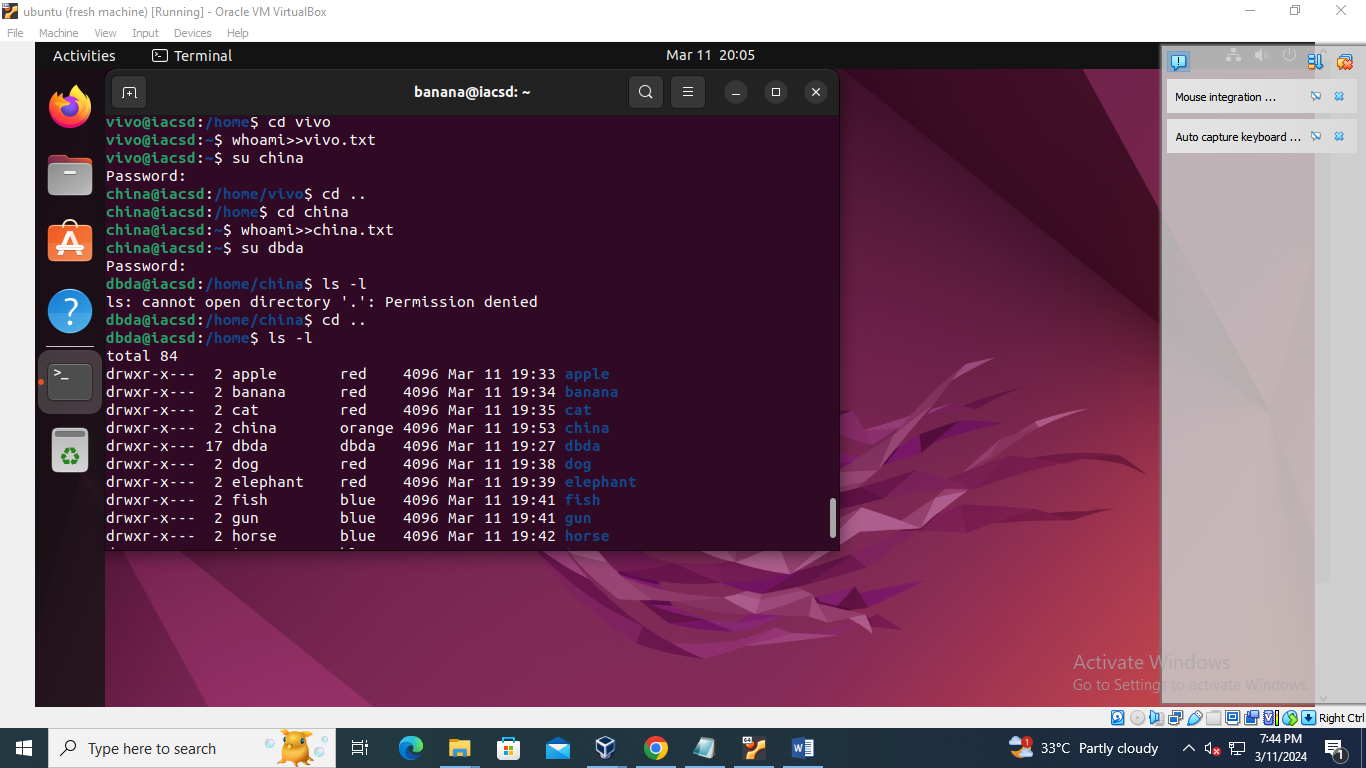 ubuntu (fresh machine) [Running] - Oracle VM VirtualBox
File Machine View Input Devices Help
Activities Terminal Mar 11 20:05
banana@iacsd: ~
Mouse integration ...
Auto capture keyboard ...
vivo@iacsd:/home$ cd vivo
vivo@iacsd:~$ whoami>>vivo.txt
vivo@iacsd:~$ su china
Password:
china@iacsd:/home/vivo$ cd ..
china@iacsd:/home$ cd china
china@iacsd:~$ whoami>>china.txt
china@iacsd:~$ su dbda
Password:
dbda@iacsd:/home/china$ ls -l
ls: cannot open directory '.': Permission denied
dbda@iacsd:/home/china$ cd ..
dbda@iacsd:/home$ ls -l
total 84
drwxr-x--- 2 apple red 4096 Mar 11 19:33 apple
drwxr-x--- 2 banana red 4096 Mar 11 19:34 banana
drwxr-x--- 2 cat red 4096 Mar 11 19:35 cat
drwxr-x--- 2 china orange 4096 Mar 11 19:53 china
drwxr-x--- 17 dbda dbda 4096 Mar 11 19:27 dbda
drwxr-x--- 2 dog red 4096 Mar 11 19:38 dog
drwxr-x--- 2 elephant red 4096 Mar 11 19:39 elephant
drwxr-x--- 2 fish blue 4096 Mar 11 19:41 fish
drwxr-x--- 2 gun blue 4096 Mar 11 19:41 gun
drwxr-x--- 2 horse blue 4096 Mar 11 19:42 horse
Activate Windows
Go to Settings to activate Windows.
Right Ctrl
Type here to search
33°C Partly cloudy
7:44 PM
3/11/2024